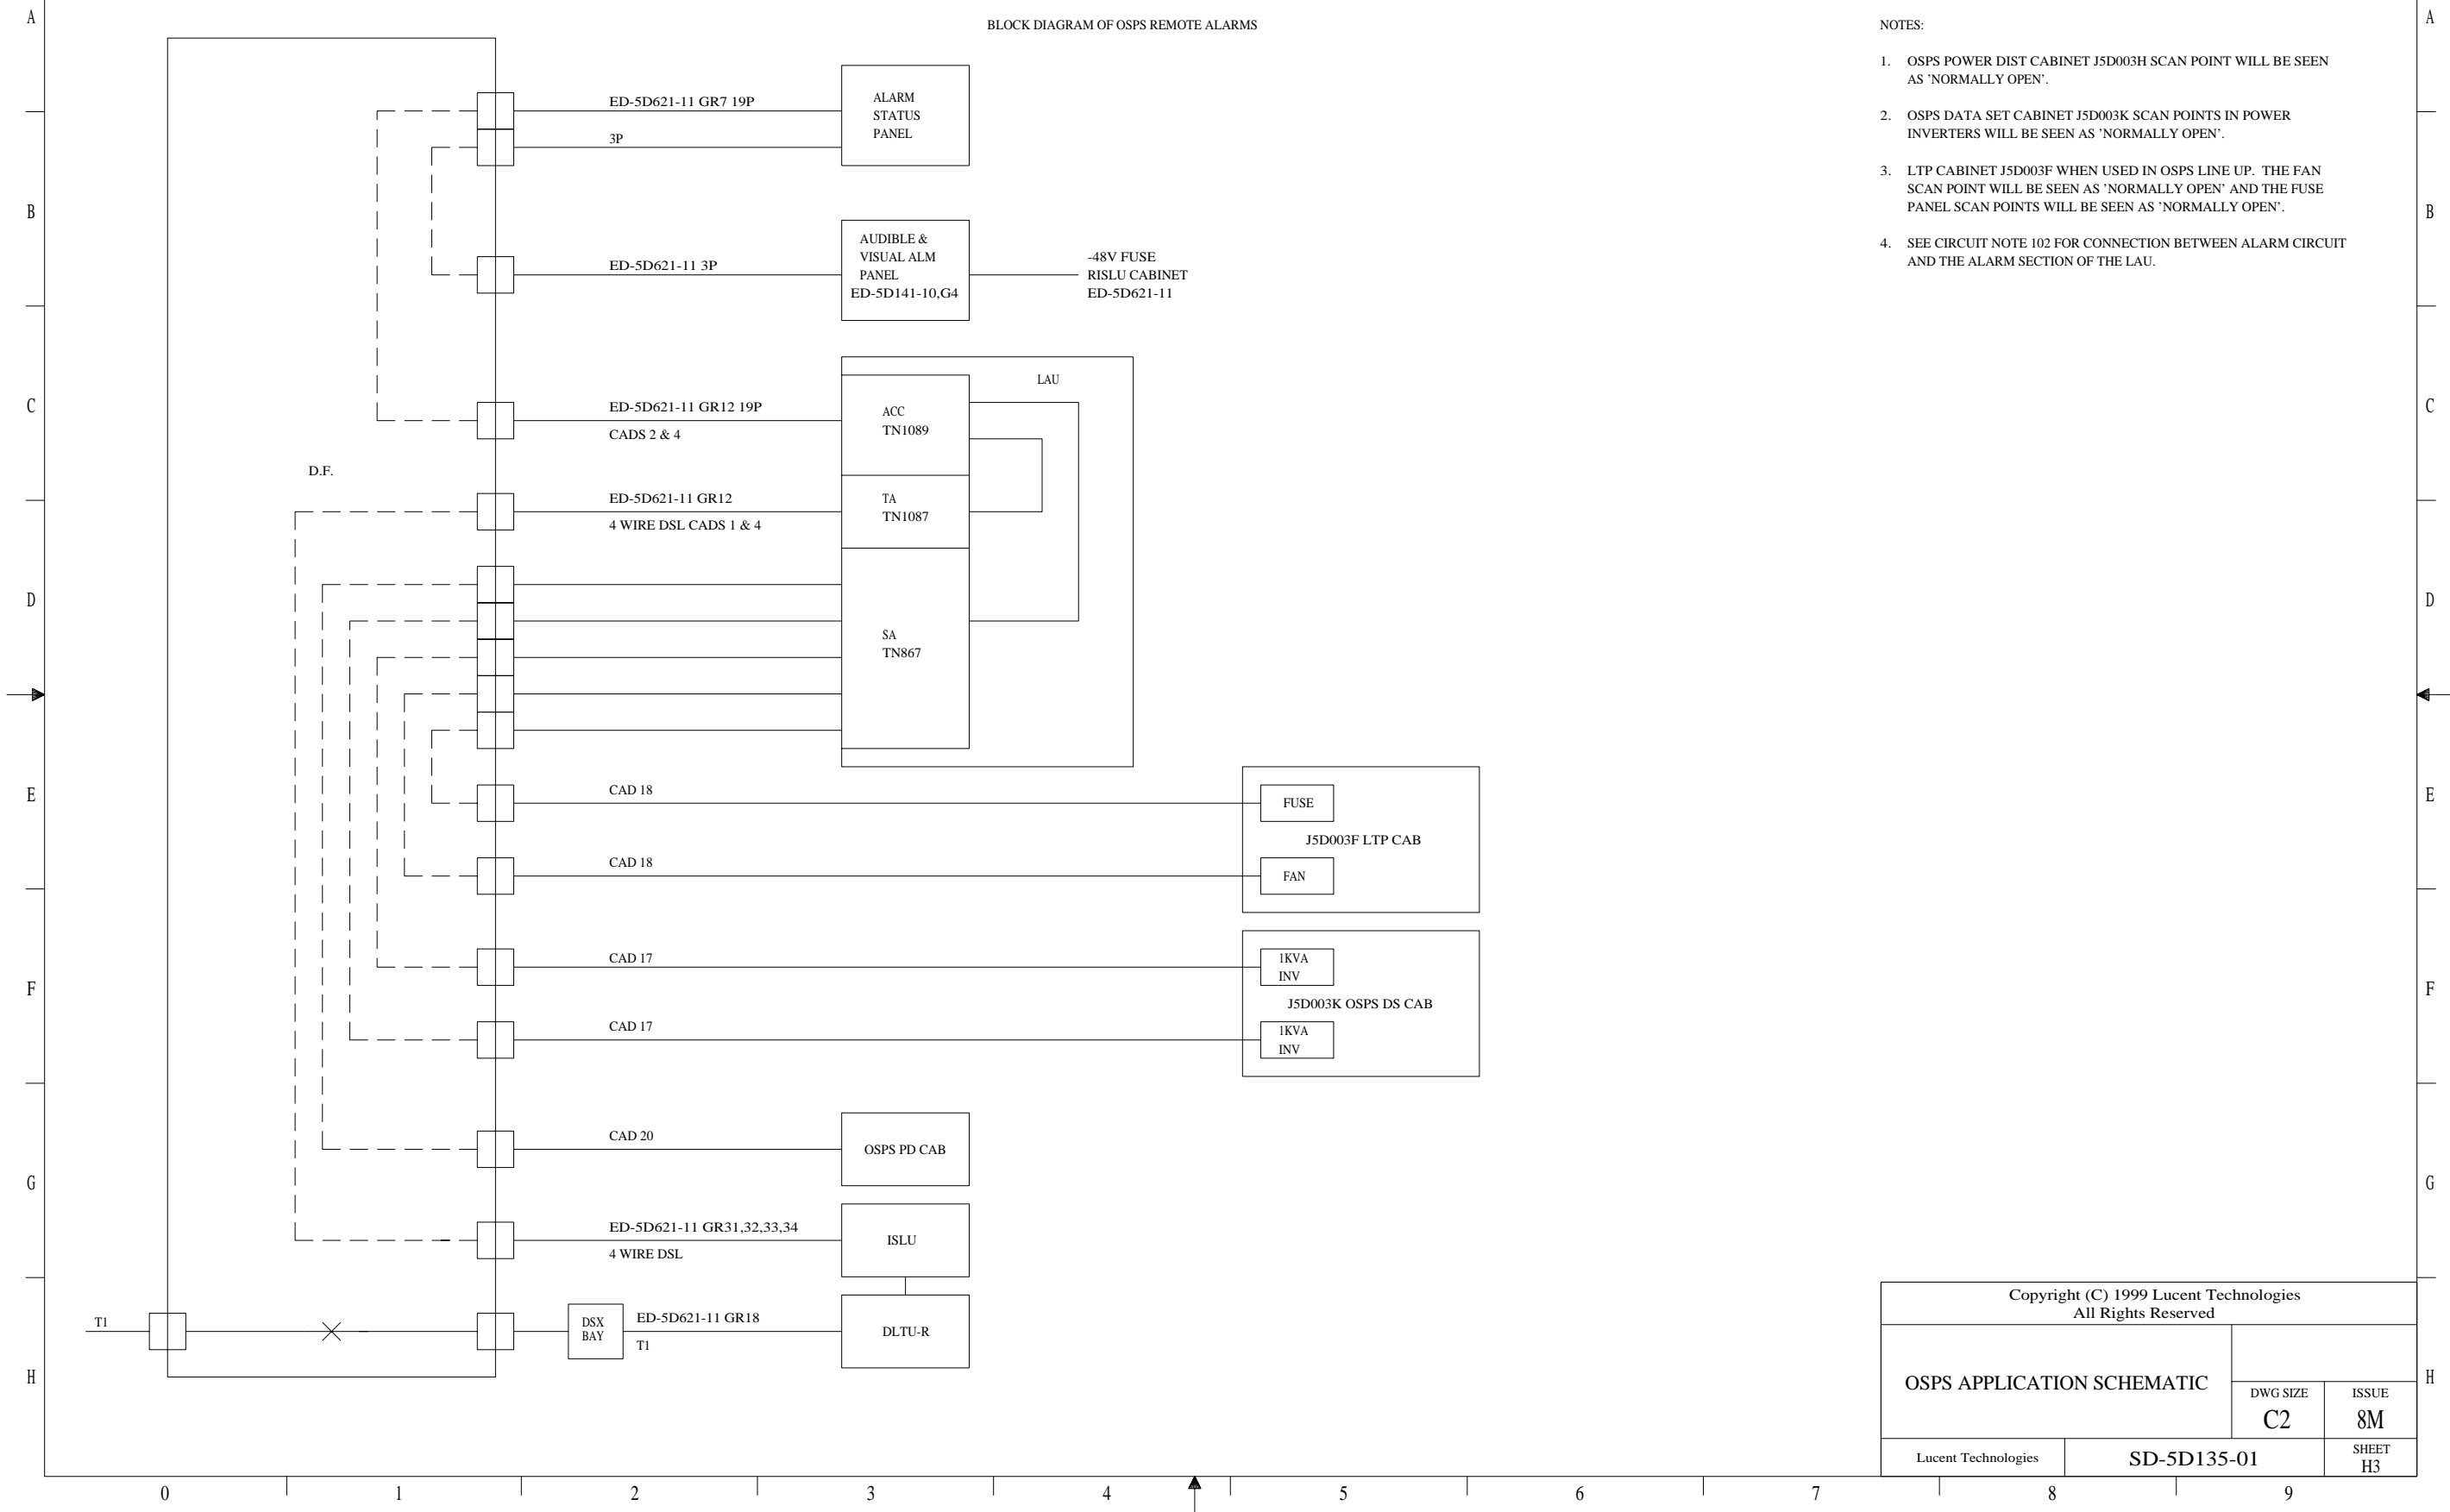 A
A
BLOCK DIAGRAM OF OSPS REMOTE ALARMS
NOTES:
1. OSPS POWER DIST CABINET J5D003H SCAN POINT WILL BE SEEN
AS 'NORMALLY OPEN'.
2. OSPS DATA SET CABINET J5D003K SCAN POINTS IN POWER
INVERTERS WILL BE SEEN AS 'NORMALLY OPEN'.
3. LTP CABINET J5D003F WHEN USED IN OSPS LINE UP. THE FAN
SCAN POINT WILL BE SEEN AS 'NORMALLY OPEN' AND THE FUSE
PANEL SCAN POINTS WILL BE SEEN AS 'NORMALLY OPEN'.
4. SEE CIRCUIT NOTE 102 FOR CONNECTION BETWEEN ALARM CIRCUIT
AND THE ALARM SECTION OF THE LAU.
ED-5D621-11 GR7 19P
3P
ALARM
STATUS
PANEL
B
B
ED-5D621-11 3P
AUDIBLE &
VISUAL ALM
PANEL
ED-5D141-10,G4
-48V FUSE
RISLU CABINET
ED-5D621-11
LAU
C
C
ED-5D621-11 GR12 19P
CADS 2 & 4
ACC
TN1089
D.F.
ED-5D621-11 GR12
4 WIRE DSL CADS 1 & 4
TA
TN1087
D
D
SA
TN867
E
E
CAD 18
FUSE
J5D003F LTP CAB
CAD 18
FAN
F
F
CAD 17
1KVA
INV
J5D003K OSPS DS CAB
CAD 17
1KVA
INV
CAD 20
OSPS PD CAB
G
G
ED-5D621-11 GR31,32,33,34
4 WIRE DSL
ISLU
T1
DSX
BAY
ED-5D621-11 GR18
T1
DLTU-R
H
H
Copyright (C) 1999 Lucent Technologies
All Rights Reserved
OSPS APPLICATION SCHEMATIC
DWG SIZE
C2
ISSUE
8M
Lucent Technologies
SD-5D135-01
SHEET
H3
0 1 2 3 4 5 6 7 8 9